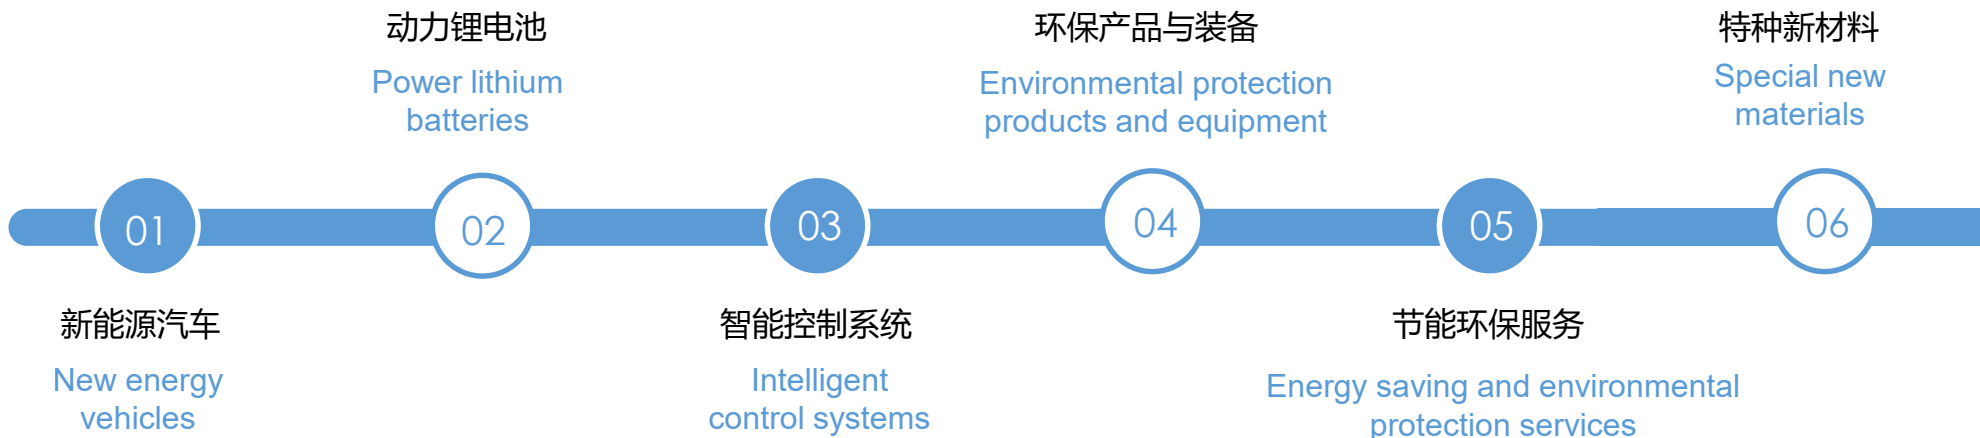 动力锂电池
Power lithium
batteries
环保产品与装备
Environmental protection
products and equipment
特种新材料
Special new
materials
01
02
03
04
05
06
新能源汽车
New energy
vehicles
智能控制系统
Intelligent
control systems
节能环保服务
Energy saving and environmental
protection services